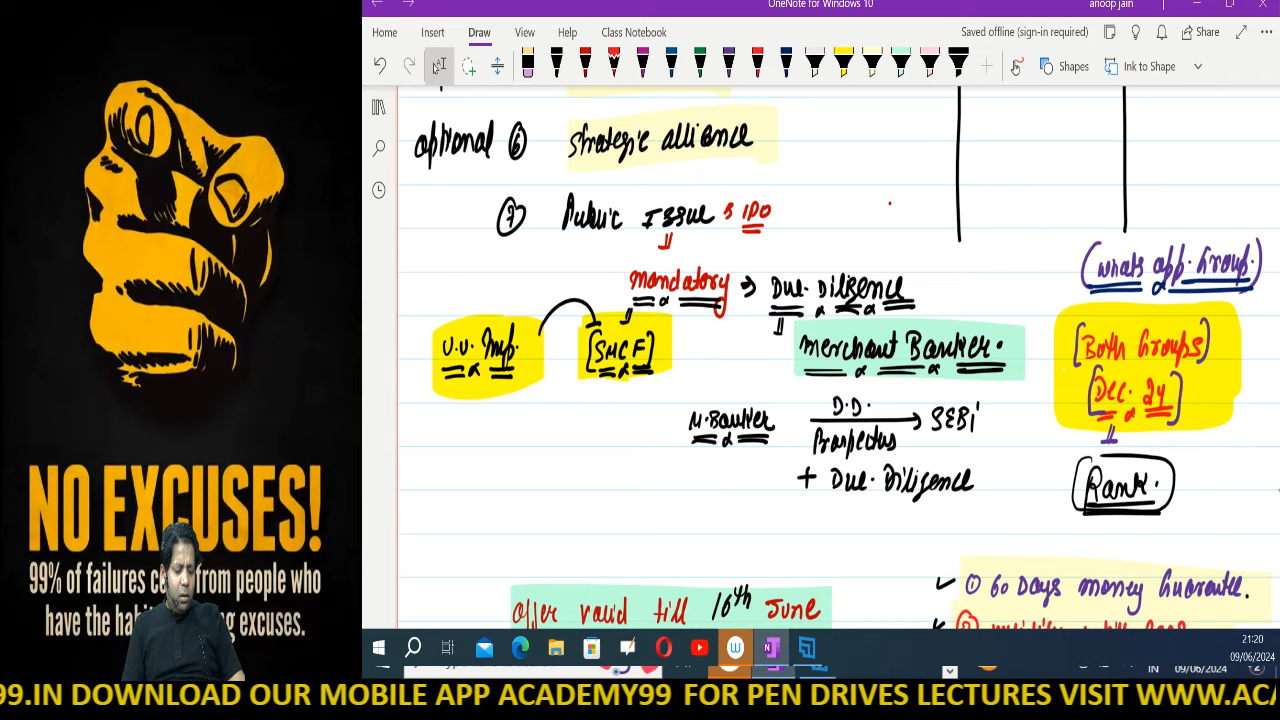 OneNote for Windows 10
anoop jain
Home Insert Draw View Help Class Notebook
Saved offline (sign-in required)
Share
Shapes
Ink to Shape
optional ⑥ Strategic allience
⑦ Public Issue & IPO
mandatory → Due. Diligence
(whats app. Group.)
V.V. Imp. [SMCF]
merchant Banker.
[Both Groups]
[Dec. 24]
M. Banker D.D. SEBI
Prospectus
+ Due. Diligence
Rank.
NO EXCUSES!
99% of failures from people who
have the excuses.
① 60 Days money Guarantee.
offer valid till 16th June
21:20
IN 09/06/2024
99.IN DOWNLOAD OUR MOBILE APP ACADEMY99 FOR PEN DRIVES LECTURES VISIT WWW.ACA